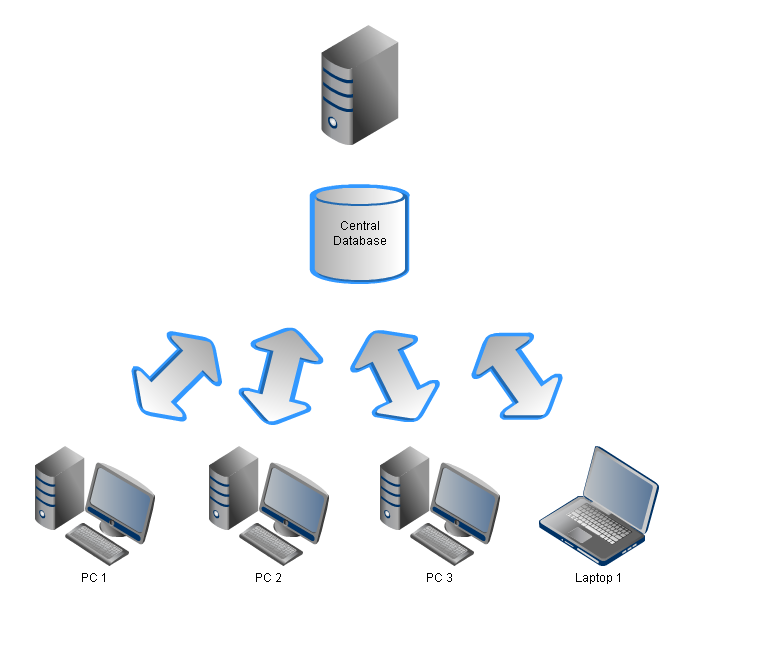 Central
Database
PC 1
PC 2
PC 3
Laptop 1